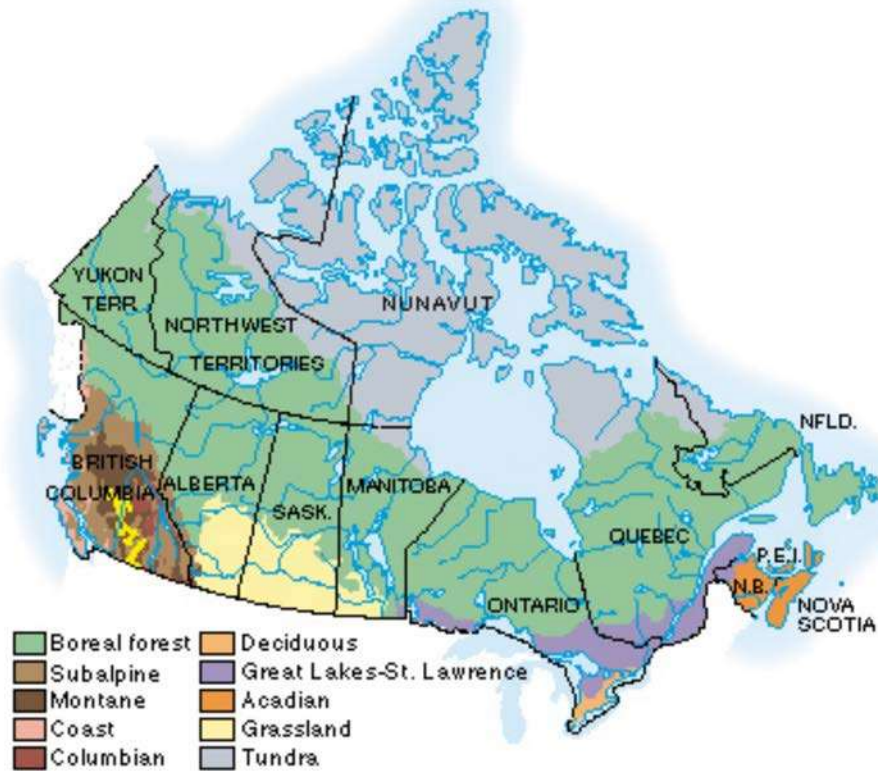 YUKON
TERR.
NORTHWEST
TERRITORIES
NUNAVUT
BRITISH
COLUMBIA
ALBERTA
SASK.
MANITOBA
ONTARIO
QUEBEC
NFLD.
P.E.I.
N.B.
NOVA
SCOTIA
Boreal forest
Subalpine
Montane
Coast
Columbian
Deciduous
Great Lakes-St. Lawrence
Acadian
Grassland
Tundra